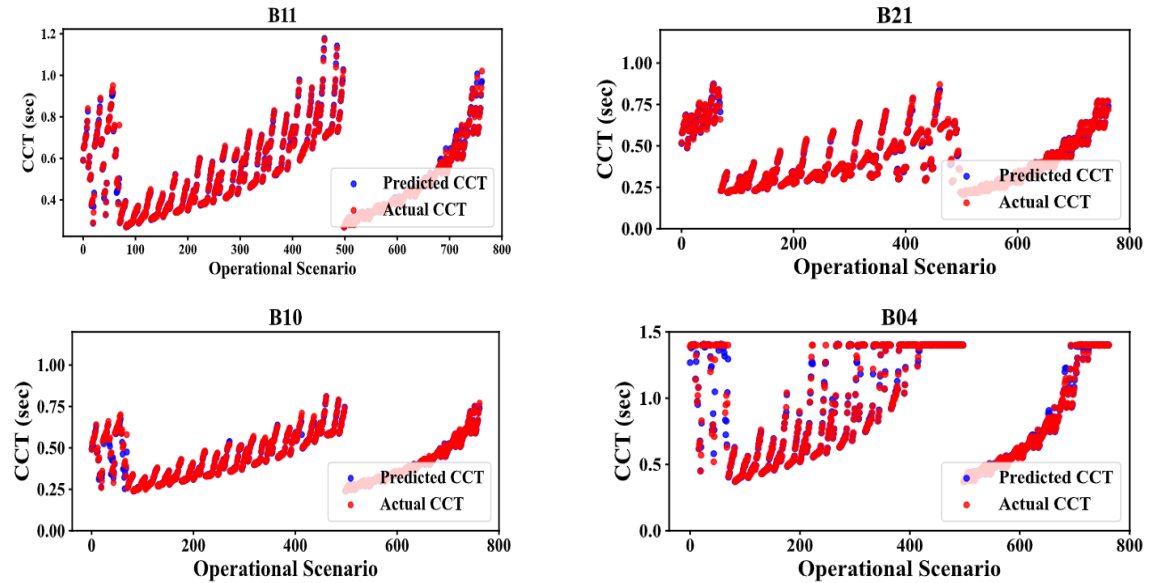 B11
CCT (sec)
1.2
1.0
0.8
0.6
0.4
Predicted CCT
Actual CCT
0 100 200 300 400 500 600 700 800
Operational Scenario
B21
CCT (sec)
1.00
0.75
0.50
0.25
0.00
Predicted CCT
Actual CCT
0 200 400 600 800
Operational Scenario
B10
CCT (sec)
1.00
0.75
0.50
0.25
0.00
Predicted CCT
Actual CCT
0 200 400 600 800
Operational Scenario
B04
CCT (sec)
1.5
1.0
0.5
0.0
Predicted CCT
Actual CCT
0 200 400 600 800
Operational Scenario